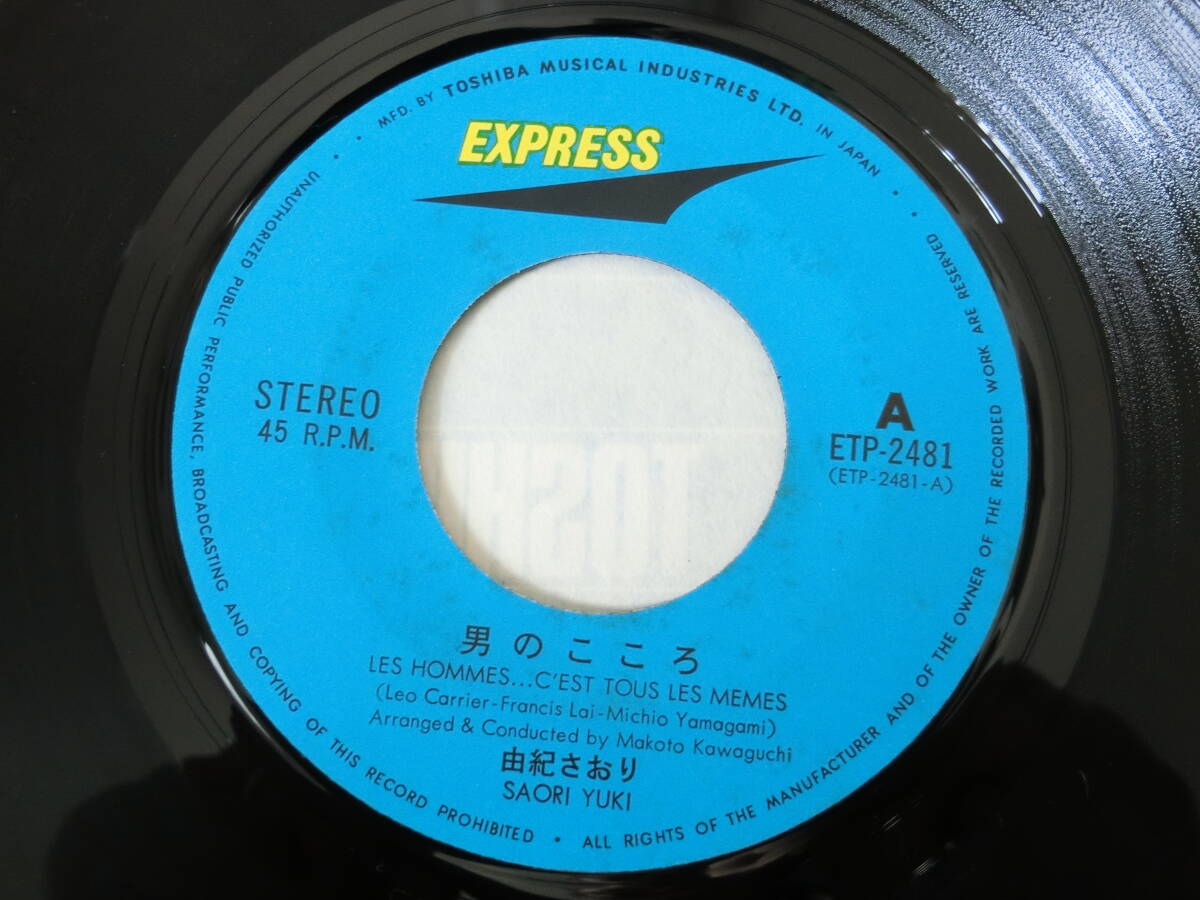 MFD. BY TOSHIBA MUSICAL INDUSTRIES LTD. IN JAPAN
EXPRESS
STEREO
45 R.P.M.
A
ETP-2481
(ETP-2481-A)
男のこころ
LES HOMMES...C'EST TOUS LES MEMES
(Leo Carrier-Francis Lai-Michio Yamagami)
Arranged & Conducted by Makoto Kawaguchi
由紀さおり
SAORI YUKI
UNAUTHORIZED PUBLIC PERFORMANCE, BROADCASTING AND COPYING OF THIS RECORD PROHIBITED • ALL RIGHTS OF THE MANUFACTURER AND OF THE OWNER OF THE RECORDED WORK ARE RESERVED